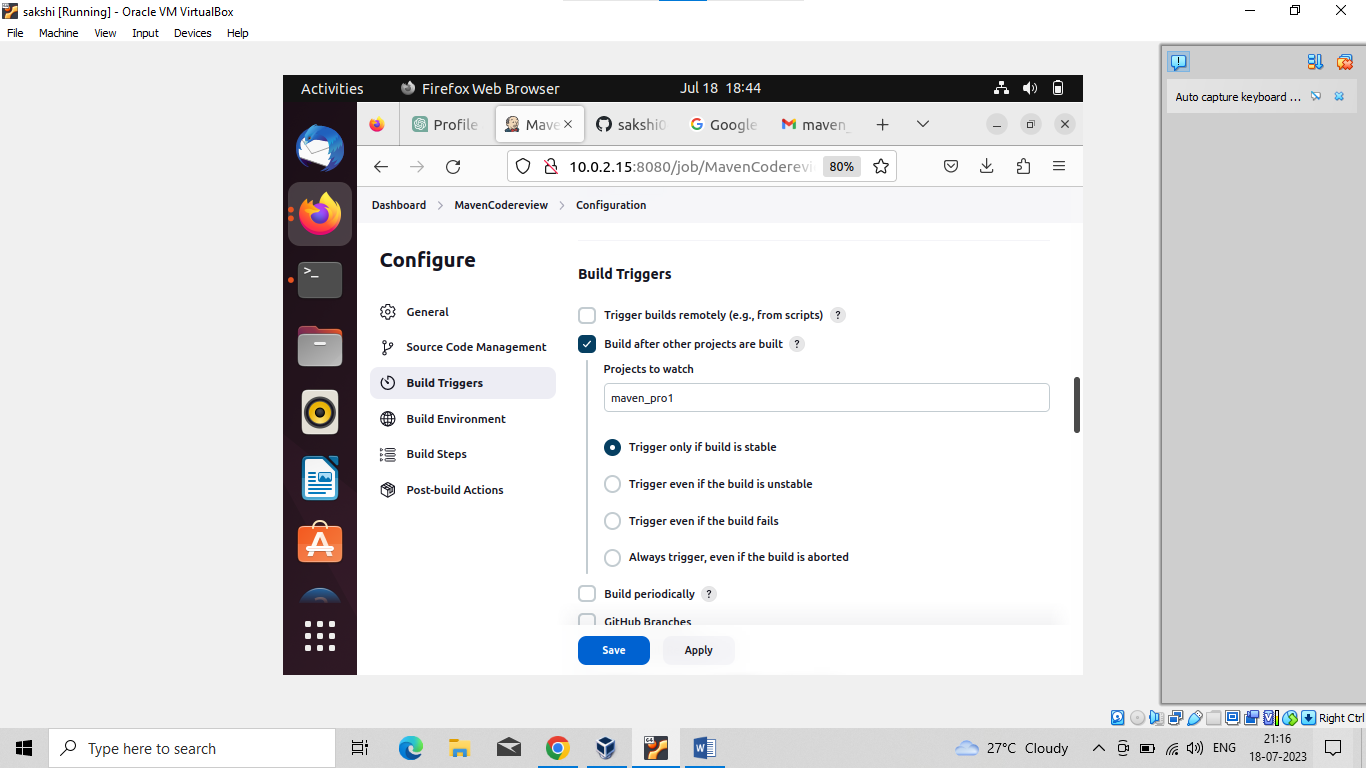 sakshi [Running] - Oracle VM VirtualBox
File Machine View Input Devices Help
Auto capture keyboard ...
Activities Firefox Web Browser Jul 18 18:44
Profile Mave sakshi0 Google maven_
10.0.2.15:8080/job/MavenCoderevi 80%
Dashboard > MavenCodereview > Configuration
Configure
General
Source Code Management
Build Triggers
Build Environment
Build Steps
Post-build Actions
Build Triggers
Trigger builds remotely (e.g., from scripts) ?
Build after other projects are built ?
Projects to watch
maven_pro1
Trigger only if build is stable
Trigger even if the build is unstable
Trigger even if the build fails
Always trigger, even if the build is aborted
Build periodically ?
GitHub Branches
Save Apply
Right Ctrl
Type here to search
27°C Cloudy
ENG
21:16
18-07-2023